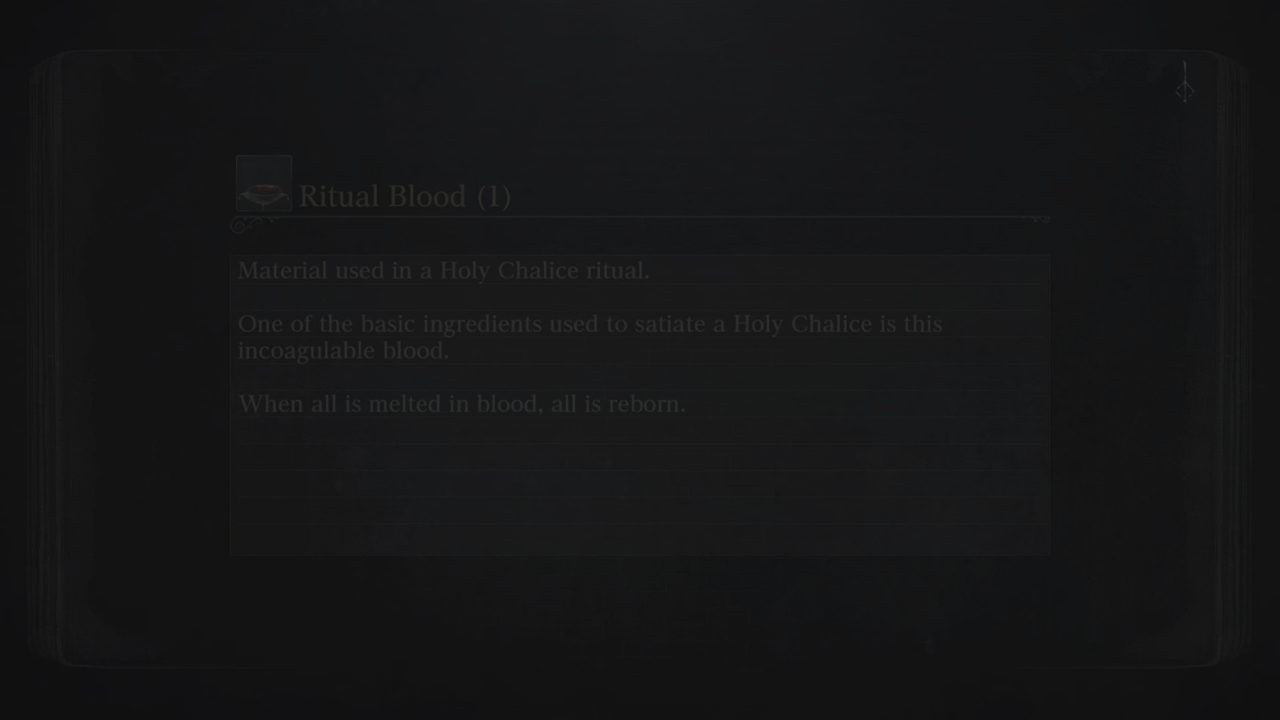 Ritual Blood (1)
Material used in a Holy Chalice ritual.
One of the basic ingredients used to satiate a Holy Chalice is this
incoagulable blood.
When all is melted in blood, all is reborn.